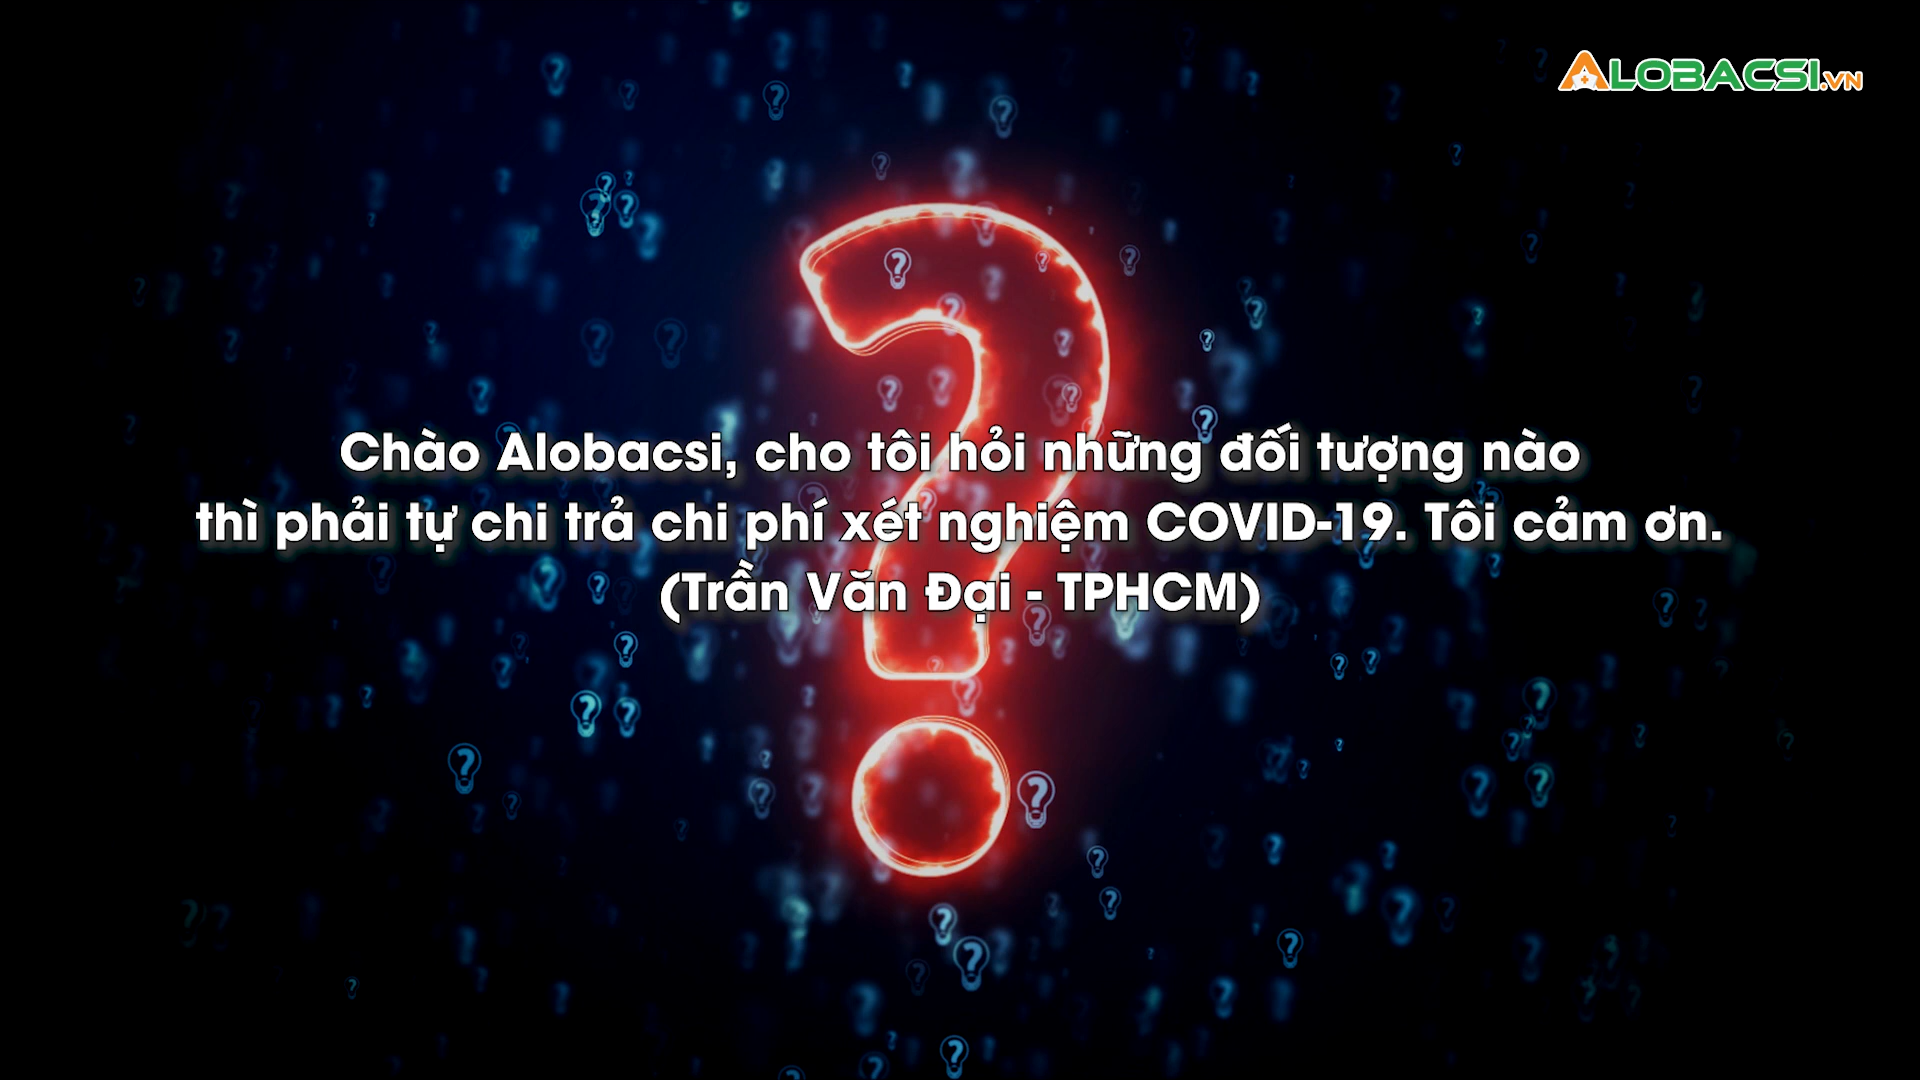 ALOBACSI.VN
Chào Alobacsi, cho tôi hỏi những đối tượng nào
thì phải tự chi trả chi phí xét nghiệm COVID-19. Tôi cảm ơn.
(Trần Văn Đại - TPHCM)